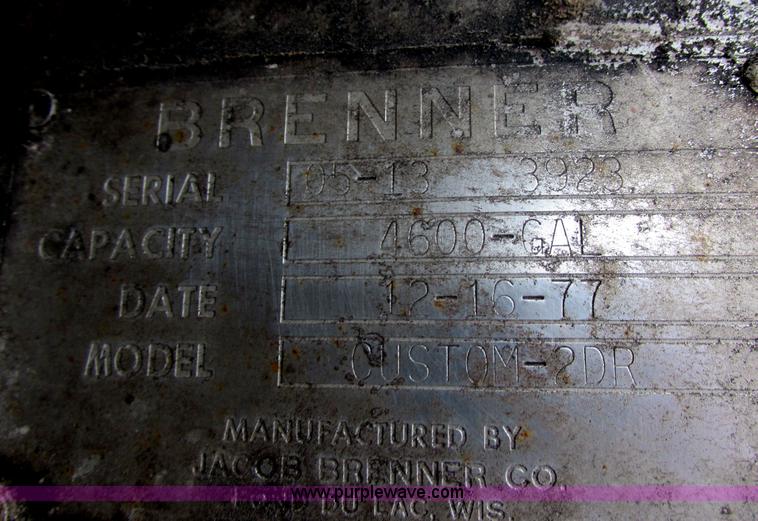 BRENNER
SERIAL 05-13 3923
CAPACITY 4600-GAL
DATE 12-16-77
MODEL CUSTOM-2DR
MANUFACTURED BY
JACOB BRENNER CO.
www.purplewave.com
DU LAC, WIS.